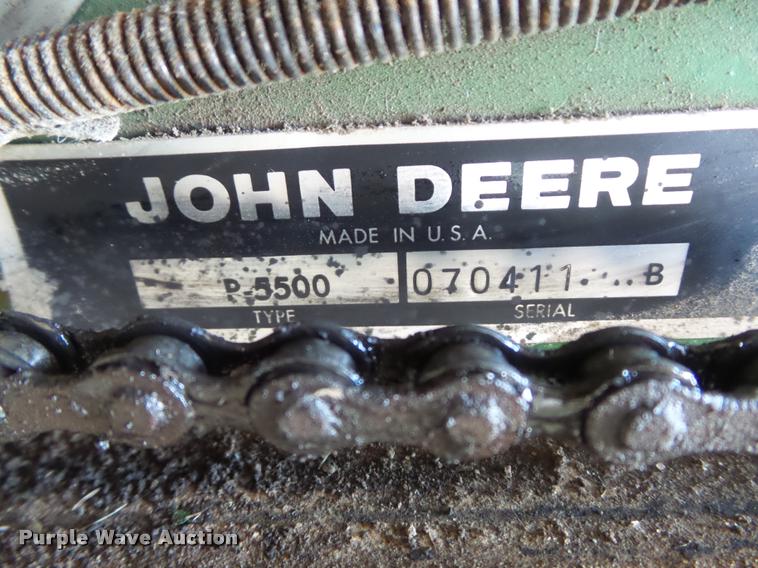 JOHN DEERE
MADE IN U.S.A.
P-5500 070411 B
TYPE SERIAL
Purple Wave Auction